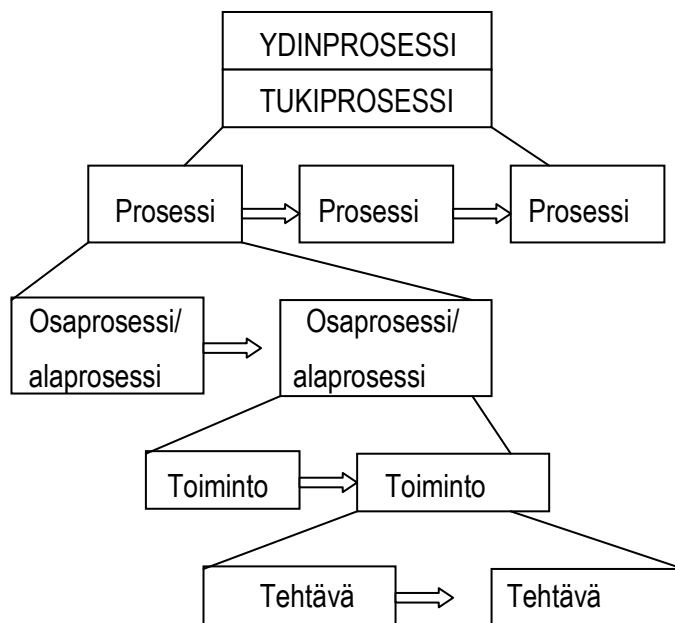 YDINPROSESSI
TUKIPROSESSI
Prosessi
Prosessi
Prosessi
Osaprosessi/
alaprosessi
Osaprosessi/
alaprosessi
Toiminto
Toiminto
Tehtävä
Tehtävä